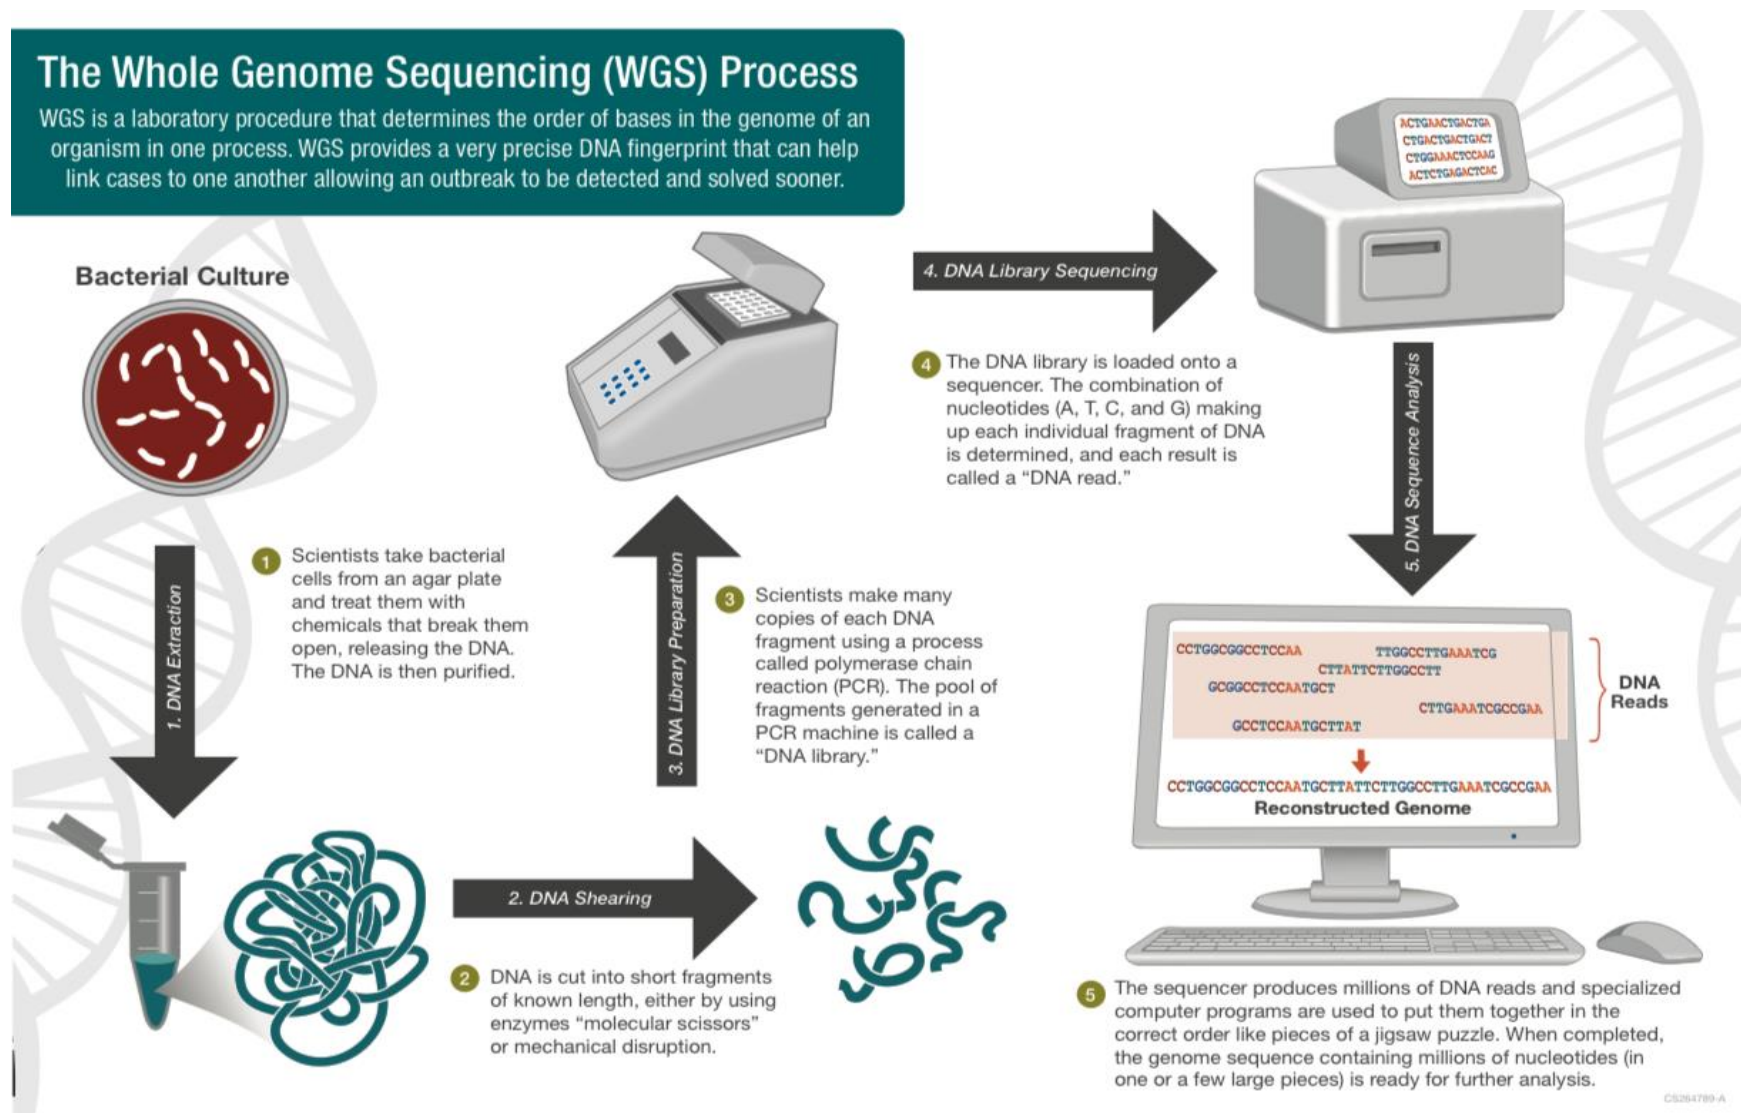 The Whole Genome Sequencing (WGS) Process
WGS is a laboratory procedure that determines the order of bases in the genome of an
organism in one process. WGS provides a very precise DNA fingerprint that can help
link cases to one another allowing an outbreak to be detected and solved sooner.
Bacterial Culture
1. DNA Extraction
1
Scientists take bacterial
cells from an agar plate
and treat them with
chemicals that break them
open, releasing the DNA.
The DNA is then purified.
2. DNA Shearing
2
DNA is cut into short fragments
of known length, either by using
enzymes “molecular scissors”
or mechanical disruption.
3. DNA Library Preparation
3
Scientists make many
copies of each DNA
fragment using a process
called polymerase chain
reaction (PCR). The pool of
fragments generated in a
PCR machine is called a
“DNA library.”
4. DNA Library Sequencing
4
The DNA library is loaded onto a
sequencer. The combination of
nucleotides (A, T, C, and G) making
up each individual fragment of DNA
is determined, and each result is
called a “DNA read.”
ACTGAACTGACTGA
CTGACTGACTGACT
CTGGAAACTCCAAG
ACTCTGAGACTCAC
5. DNA Sequence Analysis
CCTGGCGGCCTCCAA TTGGCCTTGAAATCG
CTTATTCTTGGCCTT
GCGGCCTCCAATGCT
CTTGAAATCGCCGAA
GCCTCCAATGCTTAT
DNA
Reads
CCTGGCGGCCTCCAATGCTTATTCTTGGCCTTGAAATCGCCGAA
Reconstructed Genome
5
The sequencer produces millions of DNA reads and specialized
computer programs are used to put them together in the
correct order like pieces of a jigsaw puzzle. When completed,
the genome sequence containing millions of nucleotides (in
one or a few large pieces) is ready for further analysis.
CS264789-A